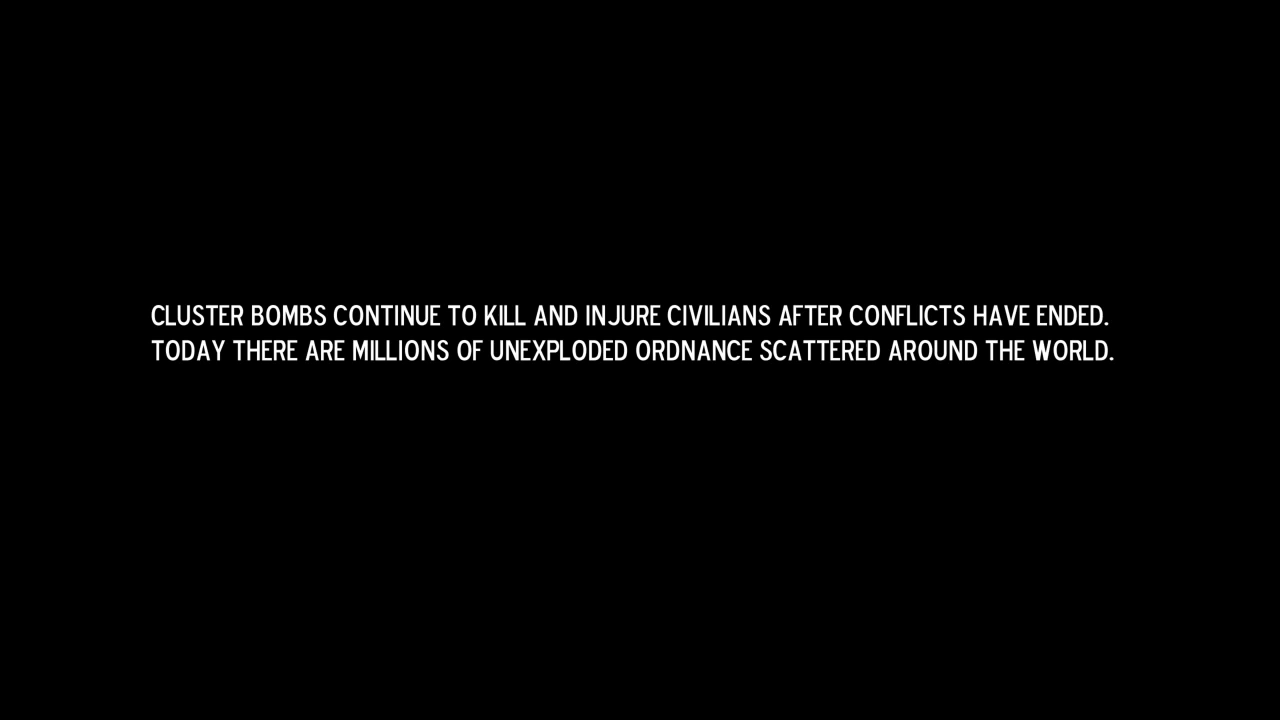 CLUSTER BOMBS CONTINUE TO KILL AND INJURE CIVILIANS AFTER CONFLICTS HAVE ENDED.
TODAY THERE ARE MILLIONS OF UNEXPLODED ORDNANCE SCATTERED AROUND THE WORLD.